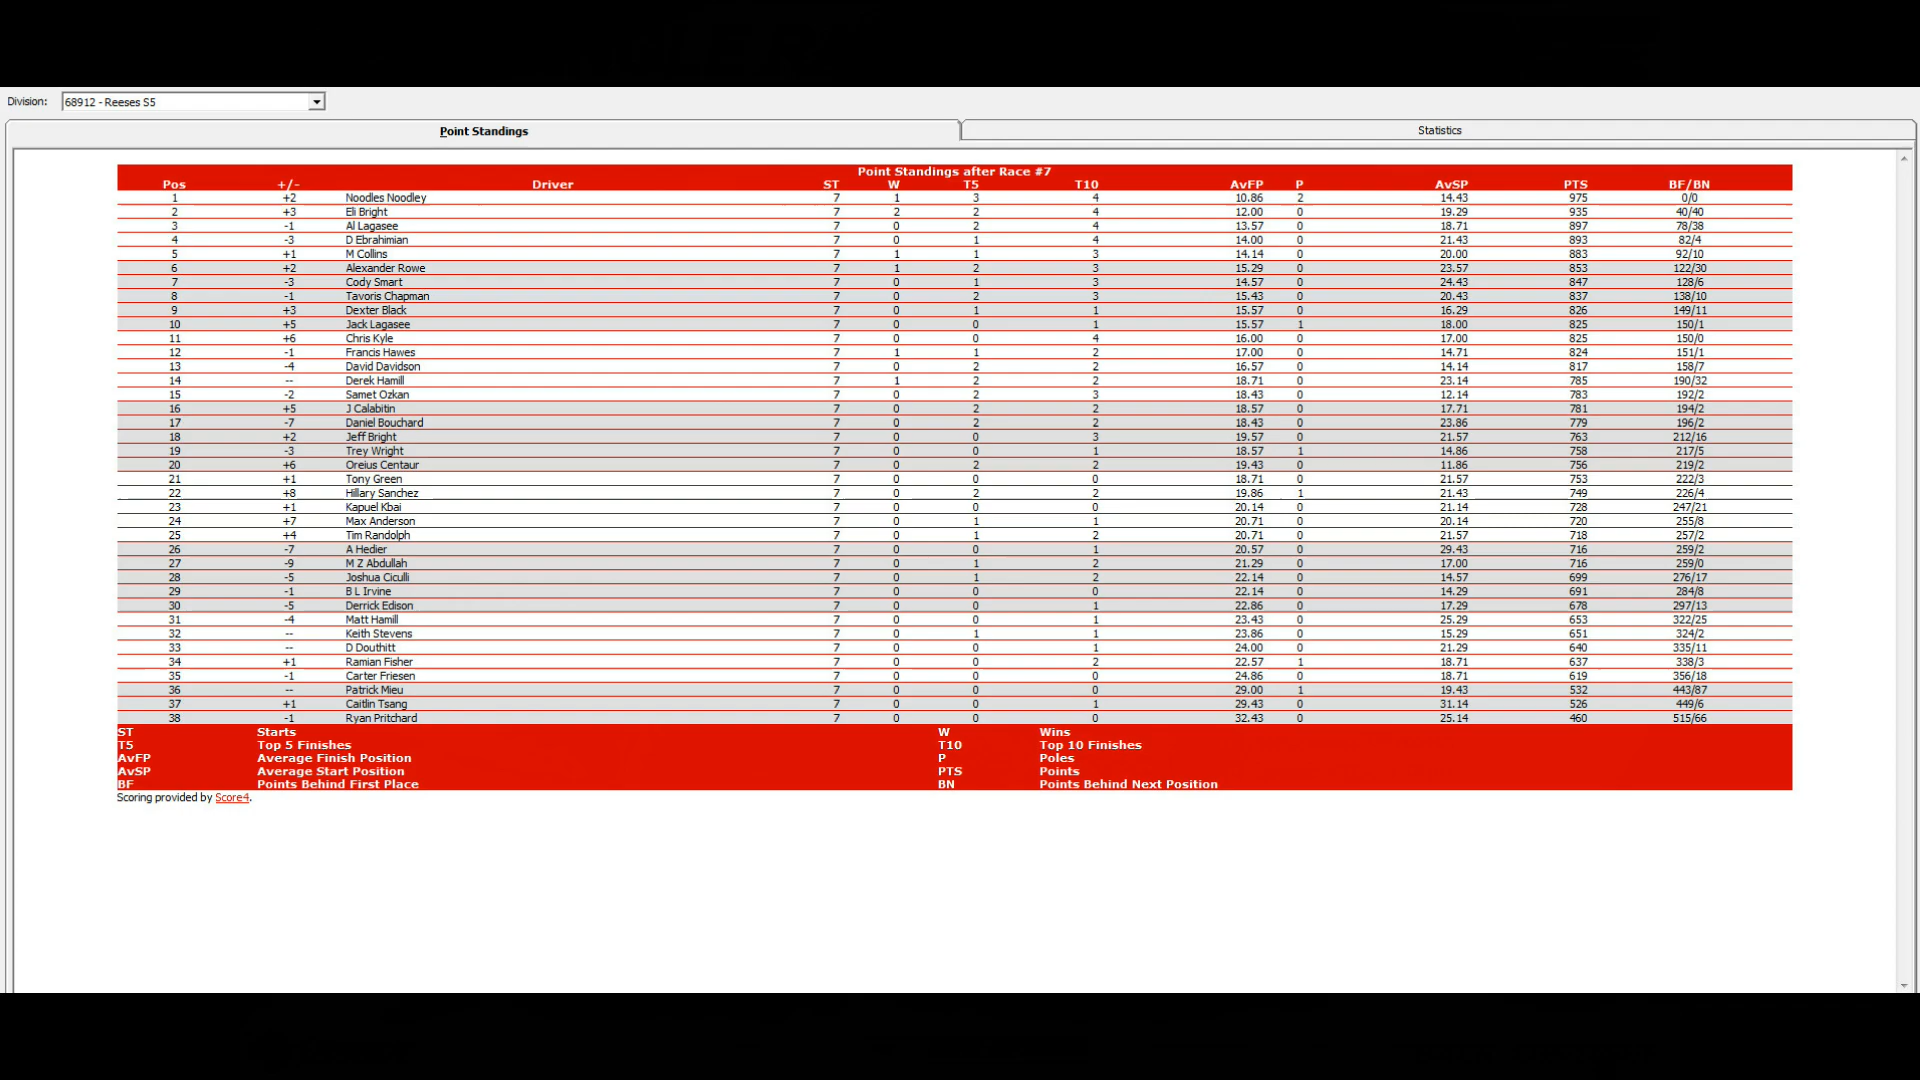 Division: 68912 - Reeses S5
Point Standings Statistics
Point Standings after Race #7
Pos +/- Driver ST W T5 T10 AvFP P AvSP PTS BF/BN
1 +2 Noodles Noodley 7 1 3 4 10.86 2 14.43 975 0/0
2 +3 Eli Bright 7 2 2 4 12.00 0 19.29 935 40/40
3 -1 Al Lagasee 7 0 2 4 13.57 0 18.71 897 78/38
4 -3 D Ebrahimian 7 0 1 4 14.00 0 21.43 893 82/4
5 +1 M Collins 7 1 1 3 14.14 0 20.00 883 92/10
6 +2 Alexander Rowe 7 1 2 3 15.29 0 23.57 853 122/30
7 -3 Cody Smart 7 0 1 3 14.57 0 24.43 847 128/6
8 -1 Tavoris Chapman 7 0 2 3 15.43 0 20.43 837 138/10
9 +3 Dexter Black 7 0 1 1 15.57 0 16.29 826 149/11
10 +5 Jack Lagasee 7 0 0 1 15.57 1 18.00 825 150/1
11 +6 Chris Kyle 7 0 0 4 16.00 0 17.00 825 150/0
12 -1 Francis Hawes 7 1 1 2 17.00 0 14.71 824 151/1
13 -4 David Davidson 7 0 2 2 16.57 0 14.14 817 158/7
14 -- Derek Hamill 7 1 2 2 18.71 0 23.14 785 190/32
15 -2 Samet Ozkan 7 0 2 3 18.43 0 12.14 783 192/2
16 +5 J Calabitin 7 0 2 2 18.57 0 17.71 781 194/2
17 -7 Daniel Bouchard 7 0 2 2 18.43 0 23.86 779 196/2
18 +2 Jeff Bright 7 0 0 3 19.57 0 21.57 763 212/16
19 -3 Trey Wright 7 0 0 1 18.57 1 14.86 758 217/5
20 +6 Oreius Centaur 7 0 2 2 19.43 0 11.86 756 219/2
21 +1 Tony Green 7 0 0 0 18.71 0 21.57 753 222/3
22 +8 Hillary Sanchez 7 0 2 2 19.86 1 21.43 749 226/4
23 +1 Kapuel Kbai 7 0 0 0 20.14 0 21.14 728 247/21
24 +7 Max Anderson 7 0 1 1 20.71 0 20.14 720 255/8
25 +4 Tim Randolph 7 0 1 2 20.71 0 21.57 718 257/2
26 -7 A Hedier 7 0 0 1 20.57 0 29.43 716 259/2
27 -9 M Z Abdullah 7 0 1 2 21.29 0 17.00 716 259/0
28 -5 Joshua Ciculli 7 0 1 2 22.14 0 14.57 699 276/17
29 -1 B L Irvine 7 0 0 0 22.14 0 14.29 691 284/8
30 -5 Derrick Edison 7 0 0 1 22.86 0 17.29 678 297/13
31 -4 Matt Hamill 7 0 0 1 23.43 0 25.29 653 322/25
32 -- Keith Stevens 7 0 1 1 23.86 0 15.29 651 324/2
33 -- D Douthitt 7 0 0 1 24.00 0 21.29 640 335/11
34 +1 Ramian Fisher 7 0 0 2 22.57 1 18.71 637 338/3
35 -1 Carter Friesen 7 0 0 0 24.86 0 18.71 619 356/18
36 -- Patrick Mieu 7 0 0 0 29.00 1 19.43 532 443/87
37 +1 Caitlin Tsang 7 0 0 1 29.43 0 31.14 526 449/6
38 -1 Ryan Pritchard 7 0 0 0 32.43 0 25.14 460 515/66
ST Starts W Wins
T5 Top 5 Finishes T10 Top 10 Finishes
AvFP Average Finish Position P Poles
AvSP Average Start Position PTS Points
BF Points Behind First Place BN Points Behind Next Position
Scoring provided by Score4.